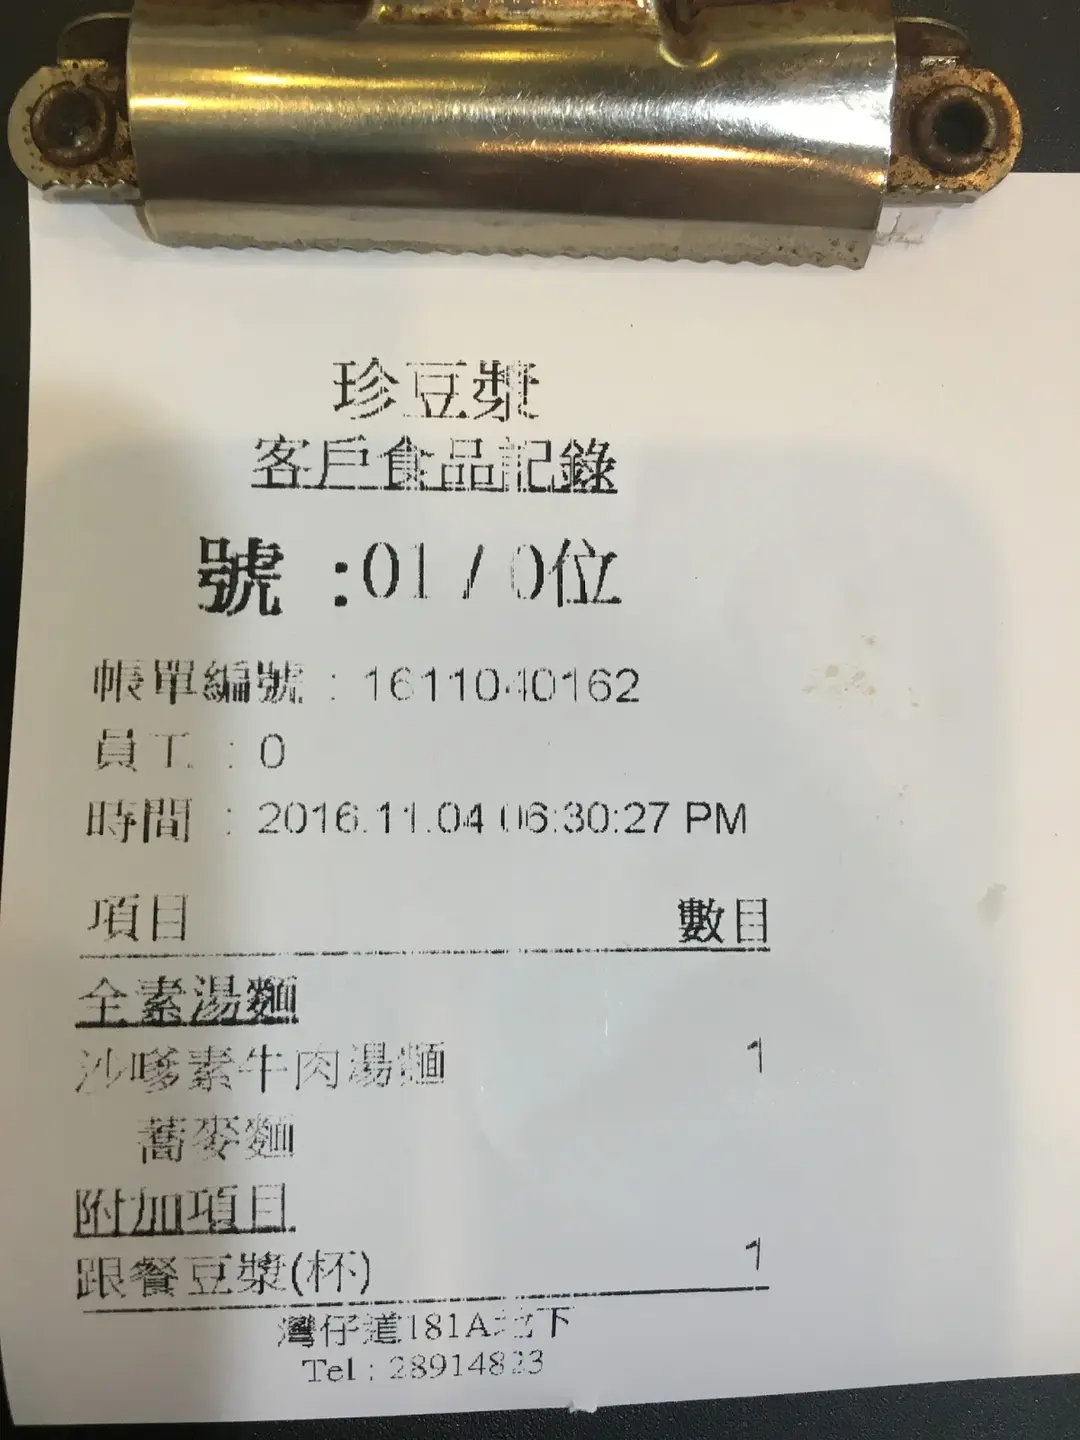 珍豆漿
客戶食品記錄
號 :01 / 0位
帳單編號 : 1611040162
員工 : 0
時間 : 2016.11.04 06:30:27 PM
項目 數目
全素湯麵
沙嗲素牛肉湯麵 1
蕎麥麵
附加項目
跟餐豆漿(杯) 1
灣仔道181A地下
Tel : 28914823